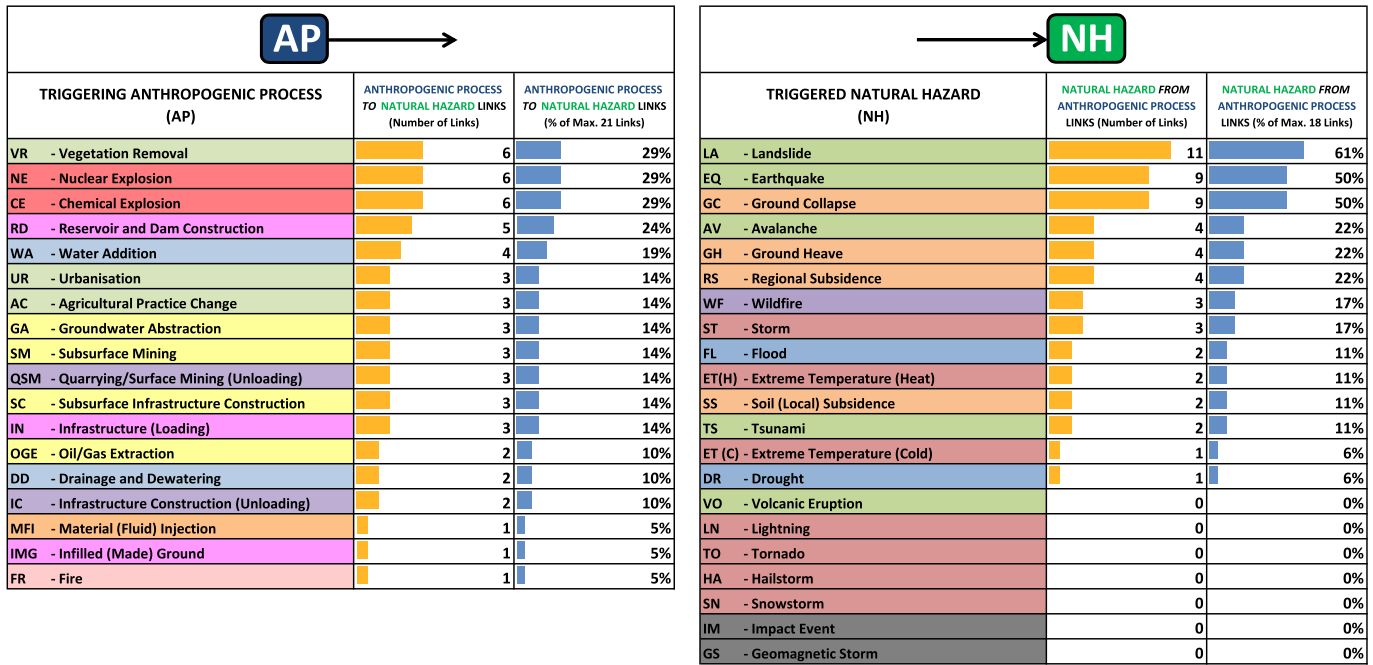 AP
TRIGGERING ANTHROPOGENIC PROCESS
(AP)
ANTHROPOGENIC PROCESS
TO NATURAL HAZARD LINKS
(Number of Links)
ANTHROPOGENIC PROCESS
TO NATURAL HAZARD LINKS
(% of Max. 21 Links)
VR - Vegetation Removal 6 29%
NE - Nuclear Explosion 6 29%
CE - Chemical Explosion 6 29%
RD - Reservoir and Dam Construction 5 24%
WA - Water Addition 4 19%
UR - Urbanisation 3 14%
AC - Agricultural Practice Change 3 14%
GA - Groundwater Abstraction 3 14%
SM - Subsurface Mining 3 14%
QSM - Quarrying/Surface Mining (Unloading) 3 14%
SC - Subsurface Infrastructure Construction 3 14%
IN - Infrastructure (Loading) 3 14%
OGE - Oil/Gas Extraction 2 10%
DD - Drainage and Dewatering 2 10%
IC - Infrastructure Construction (Unloading) 2 10%
MFI - Material (Fluid) Injection 1 5%
IMG - Infilled (Made) Ground 1 5%
FR - Fire 1 5%
NH
TRIGGERED NATURAL HAZARD
(NH)
NATURAL HAZARD FROM
ANTHROPOGENIC PROCESS
LINKS (Number of Links)
NATURAL HAZARD FROM
ANTHROPOGENIC PROCESS
LINKS (% of Max. 18 Links)
LA - Landslide 11 61%
EQ - Earthquake 9 50%
GC - Ground Collapse 9 50%
AV - Avalanche 4 22%
GH - Ground Heave 4 22%
RS - Regional Subsidence 4 22%
WF - Wildfire 3 17%
ST - Storm 3 17%
FL - Flood 2 11%
ET(H) - Extreme Temperature (Heat) 2 11%
SS - Soil (Local) Subsidence 2 11%
TS - Tsunami 2 11%
ET (C) - Extreme Temperature (Cold) 1 6%
DR - Drought 1 6%
VO - Volcanic Eruption 0 0%
LN - Lightning 0 0%
TO - Tornado 0 0%
HA - Hailstorm 0 0%
SN - Snowstorm 0 0%
IM - Impact Event 0 0%
GS - Geomagnetic Storm 0 0%